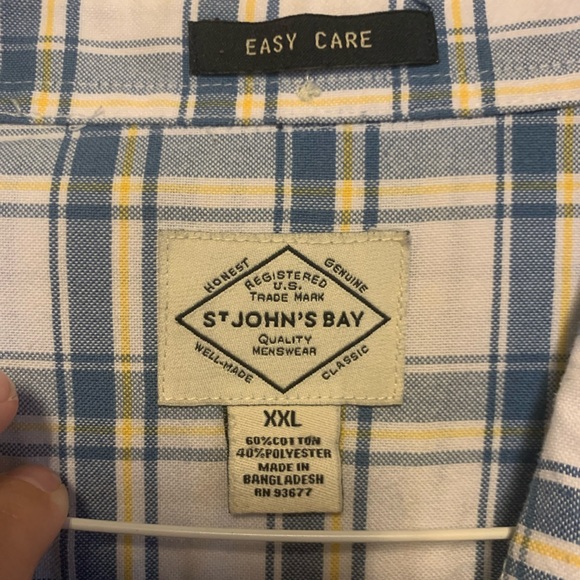 EASY CARE
HONEST
GENUINE
REGISTERED
U.S.
TRADE MARK
ST JOHN'S BAY
QUALITY
MENSWEAR
WELL-MADE
CLASSIC
XXL
60%COTTON
40%POLYESTER
MADE IN
BANGLADESH
RN 93677